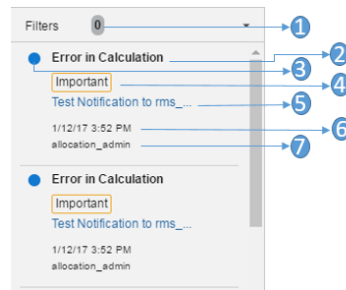 Filters 0 1
Error in Calculation 2
3
Important 4
Test Notification to rms_... 5
1/12/17 3:52 PM 6
allocation_admin 7
Error in Calculation
Important
Test Notification to rms_...
1/12/17 3:52 PM
allocation_admin